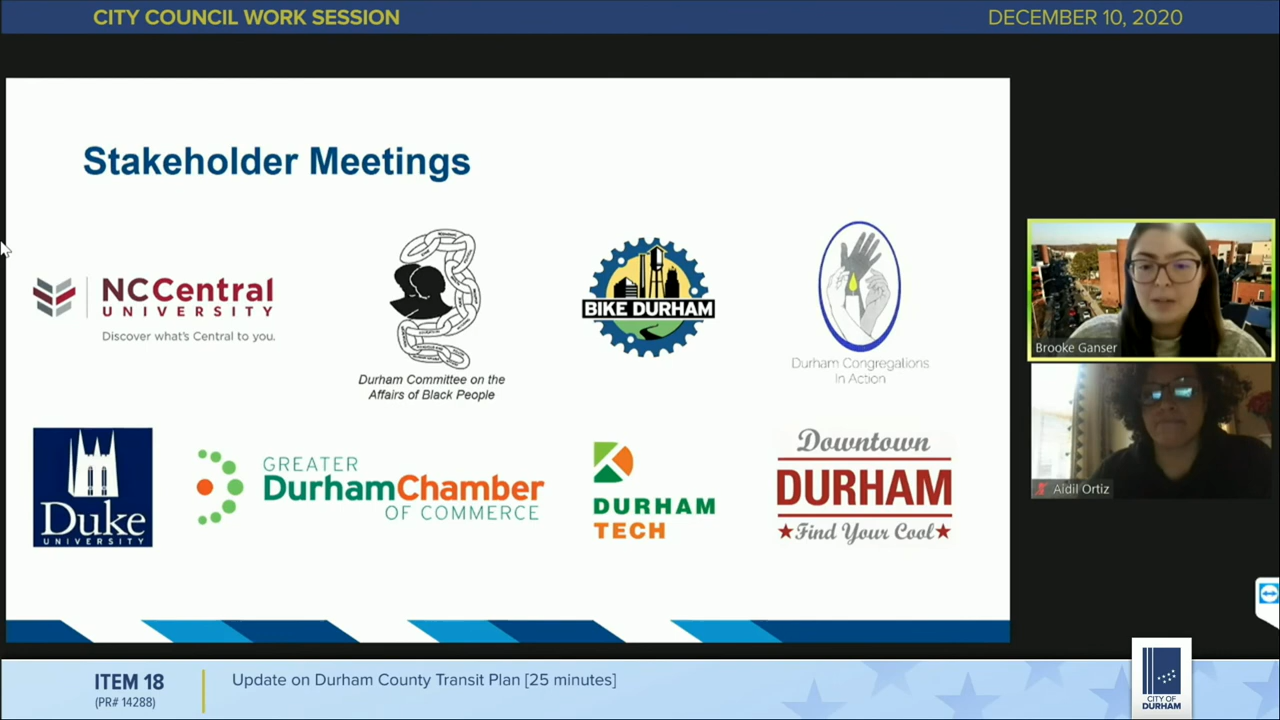 CITY COUNCIL WORK SESSION
DECEMBER 10, 2020
Stakeholder Meetings
NCCentral
UNIVERSITY
Discover what's Central to you.
Durham Committee on the
Affairs of Black People
BIKE DURHAM
Durham Congregations
In Action
Duke
UNIVERSITY
GREATER
DurhamChamber
OF COMMERCE
DURHAM
TECH
Downtown
DURHAM
Find Your Cool
Brooke Ganser
Aidil Ortiz
ITEM 18
(PR# 14288)
Update on Durham County Transit Plan [25 minutes]
CITY OF
DURHAM